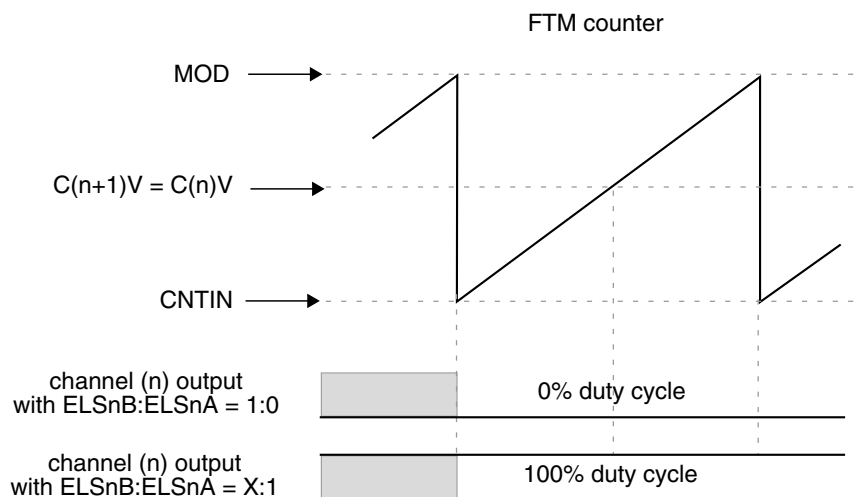 FTM counter
MOD
C(n+1)V = C(n)V
CNTIN
channel (n) output
with ELSnB:ELSnA = 1:0
0% duty cycle
channel (n) output
with ELSnB:ELSnA = X:1
100% duty cycle